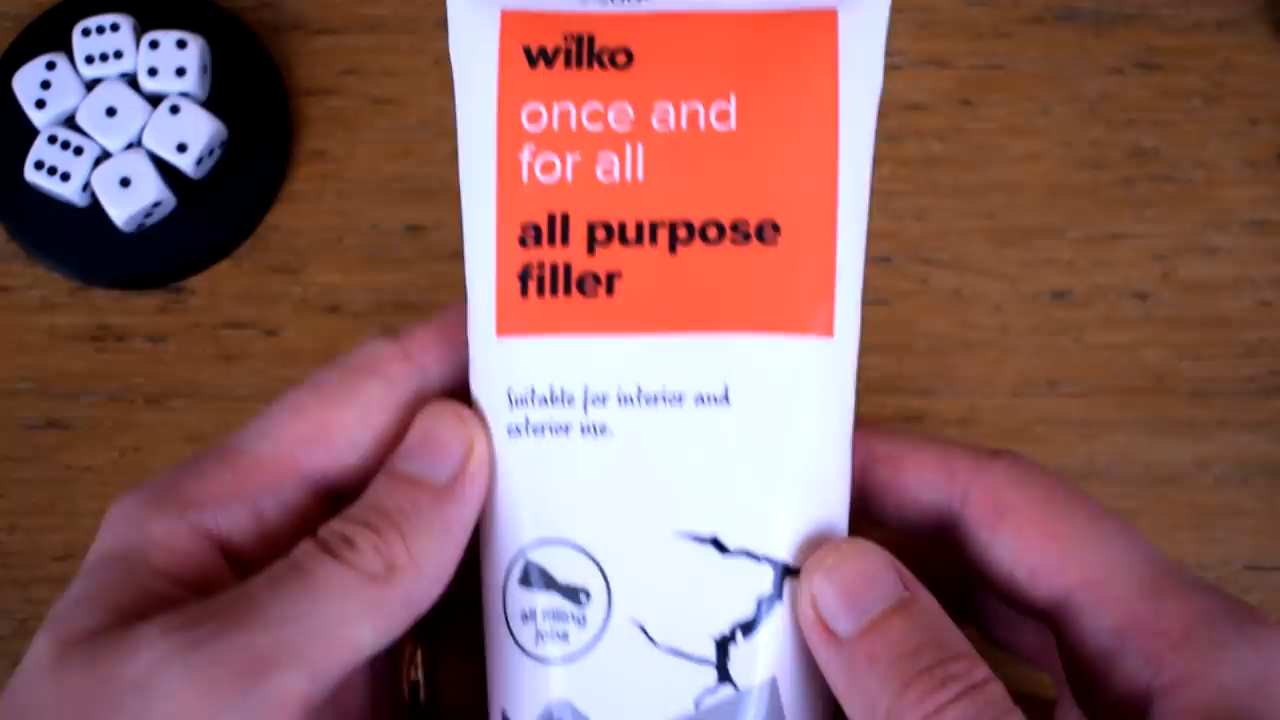 wilko
once and
for all
all purpose
filler
Suitable for interior and
exterior use.